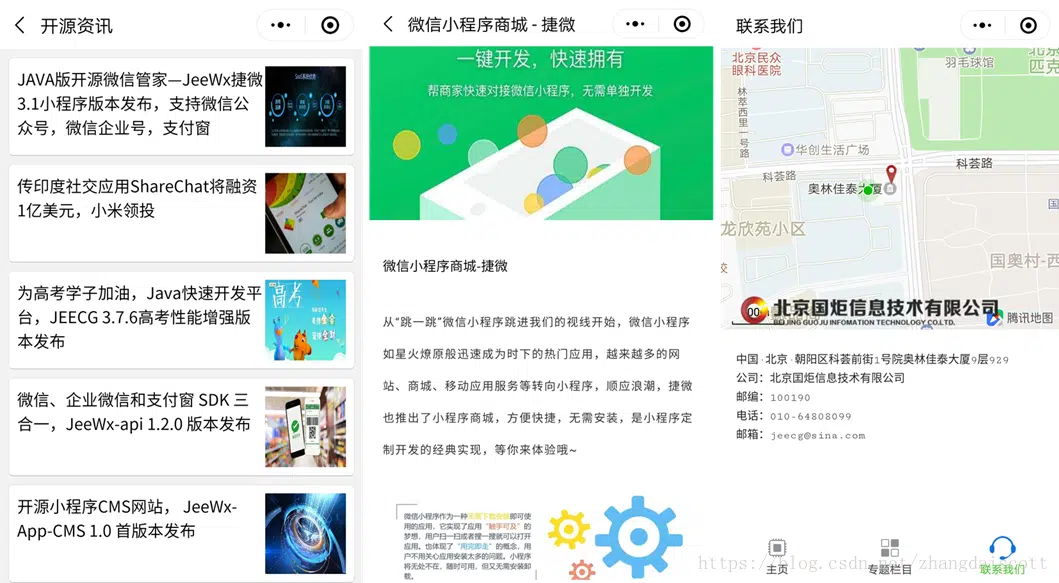 开源资讯
JAVA版开源微信管家—JeeWx捷微
3.1小程序版本发布，支持微信公
众号，微信企业号，支付窗
传印度社交应用ShareChat将融资
1亿美元，小米领投
为高考学子加油，Java快速开发平
台，JEECG 3.7.6高考性能增强版
本发布
高考
微信、企业微信和支付窗 SDK 三
合一，JeeWx-api 1.2.0 版本发布
开源小程序CMS网站， JeeWx-
App-CMS 1.0 首版本发布
微信小程序商城 - 捷微
一键开发，快速拥有
帮商家快速对接微信小程序，无需单独开发
微信小程序商城-捷微
从“跳一跳”微信小程序跳进我们的视线开始，微信小程序
如星火燎原般迅速成为时下的热门应用，越来越多的网
站、商城、移动应用服务等转向小程序，顺应浪潮，捷微
也推出了小程序商城，方便快捷，无需安装，是小程序定
制开发的经典实现，等你来体验哦~
微信小程序作为一种无需下载安装即可使
用的应用，它实现了应用“触手可及”的
梦想，用户扫一扫或者搜一搜就可以打开
应用。也体现了“用完即走”的概念，用
户不用关心应用安装太多的问题。小程序
将无处不在，随时可用，但又无需安装卸
载。
联系我们
北京民众
眼科医院
羽毛球馆
北京
匹克
林萃西里一号路
华创生活广场
科荟路
科荟路
奥林佳泰大厦
龙欣苑小区
国奥村-西
北京国炬信息技术有限公司
BEIJING GUOJU INFOMATION TECHNOLOGY CO.LTD.
腾讯地图
中国·北京·朝阳区科荟前街1号院奥林佳泰大厦9层929
公司：北京国炬信息技术有限公司
邮编：100190
电话：010-64808099
邮箱：jeecg@sina.com
主页
专题栏目
联系我们